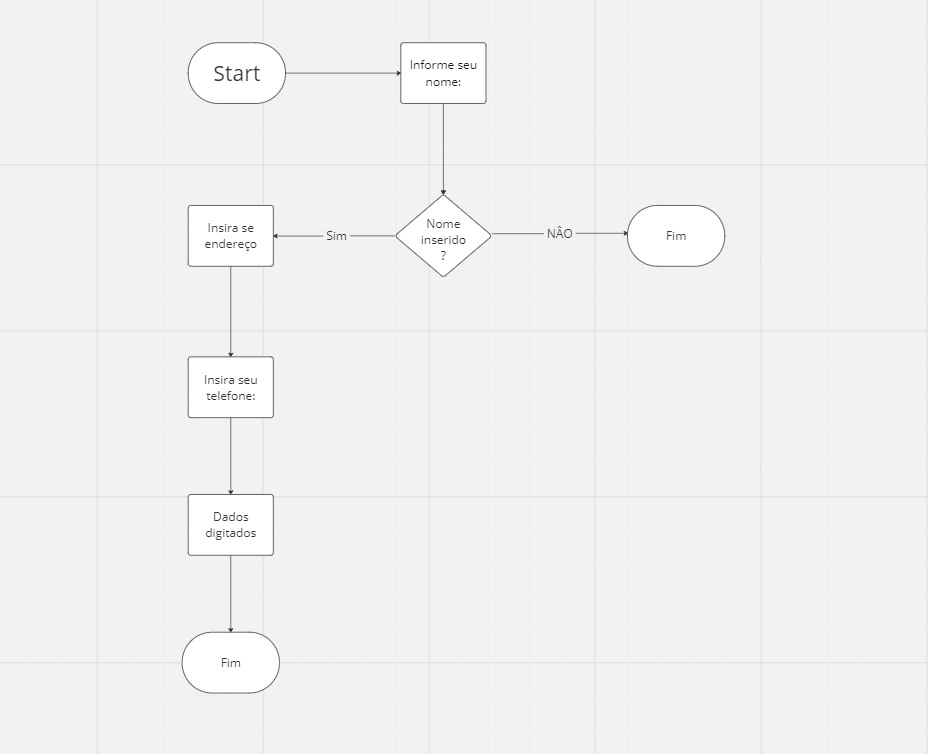 Start
Informe seu
nome:
Nome
inserido
?
Sim
NÂO
Fim
Insira se
endereço
Insira seu
telefone:
Dados
digitados
Fim